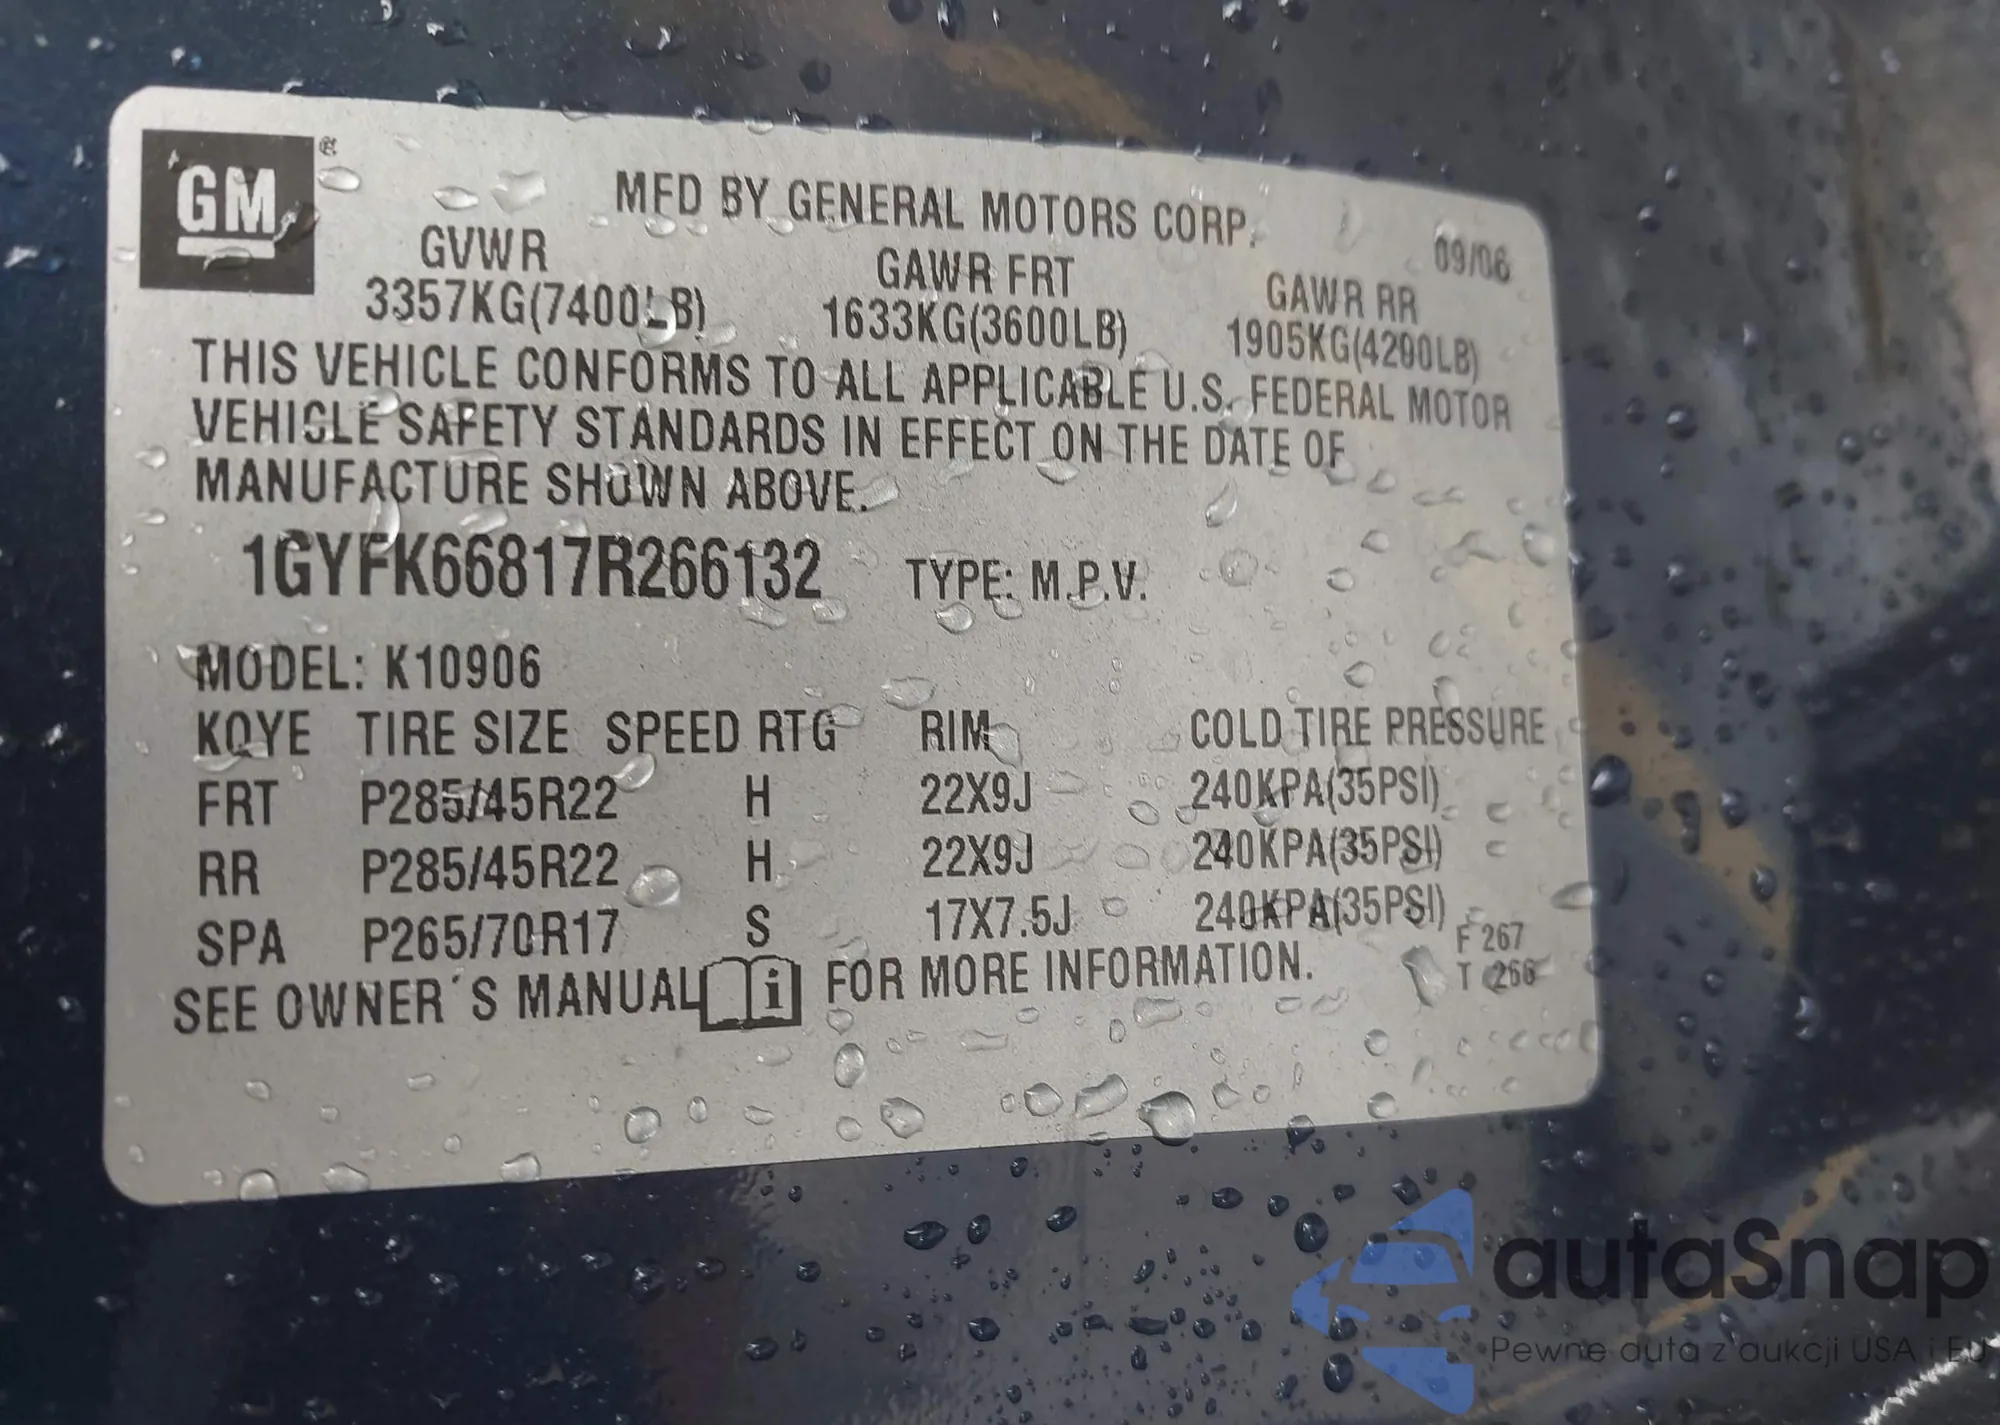 GM ®
MFD BY GENERAL MOTORS CORP.
09/06
GVWR GAWR FRT GAWR RR
3357KG(7400LB) 1633KG(3600LB) 1905KG(4200LB)
THIS VEHICLE CONFORMS TO ALL APPLICABLE U.S. FEDERAL MOTOR
VEHICLE SAFETY STANDARDS IN EFFECT ON THE DATE OF
MANUFACTURE SHOWN ABOVE.
1GYFK66817R266132 TYPE: M.P.V.
MODEL: K10906
KQYE TIRE SIZE SPEED RTG RIM COLD TIRE PRESSURE
FRT P285/45R22 H 22X9J 240KPA(35PSI)
RR P285/45R22 H 22X9J 240KPA(35PSI)
SPA P265/70R17 S 17X7.5J 240KPA(35PSI)
F 267
T 266
SEE OWNER´S MANUAL i FOR MORE INFORMATION.
autaSnap
Pewne auta z aukcji USA i EU